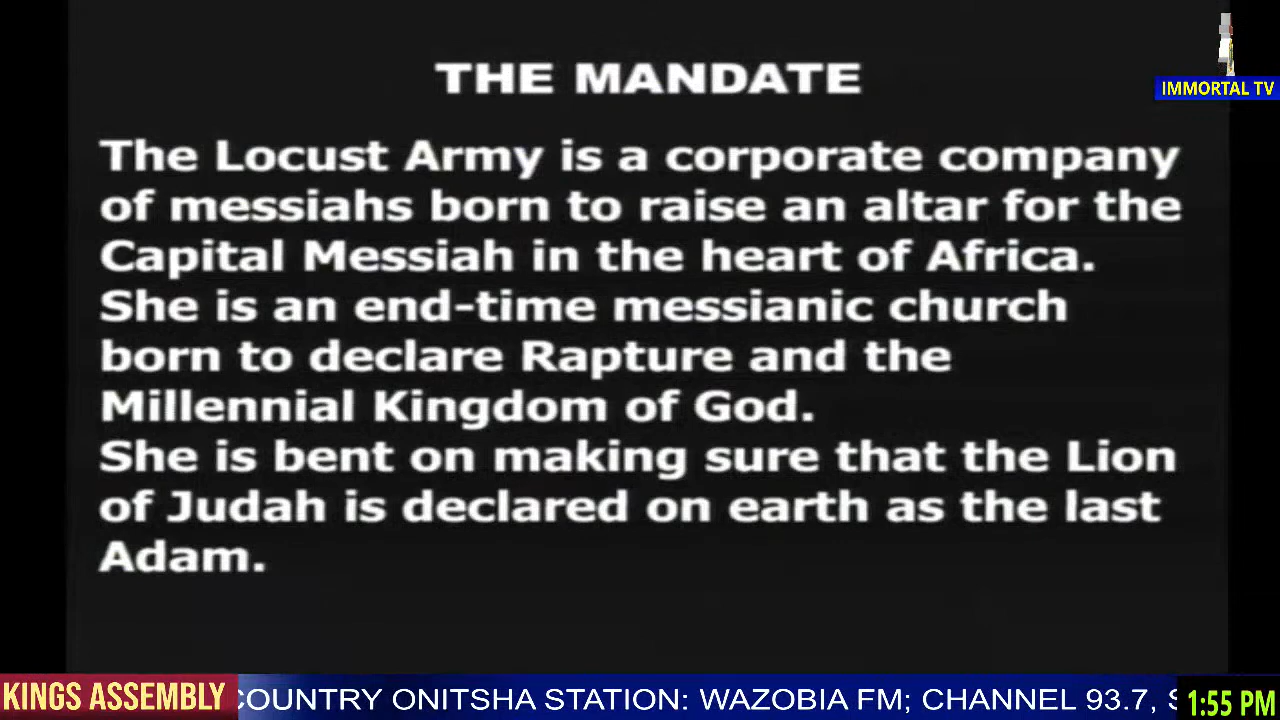 THE MANDATE
IMMORTAL TV
The Locust Army is a corporate company
of messiahs born to raise an altar for the
Capital Messiah in the heart of Africa.
She is an end-time messianic church
born to declare Rapture and the
Millennial Kingdom of God.
She is bent on making sure that the Lion
of Judah is declared on earth as the last
Adam.
KINGS ASSEMBLY
COUNTRY ONITSHA STATION: WAZOBIA FM; CHANNEL 93.7, S
1:55 PM